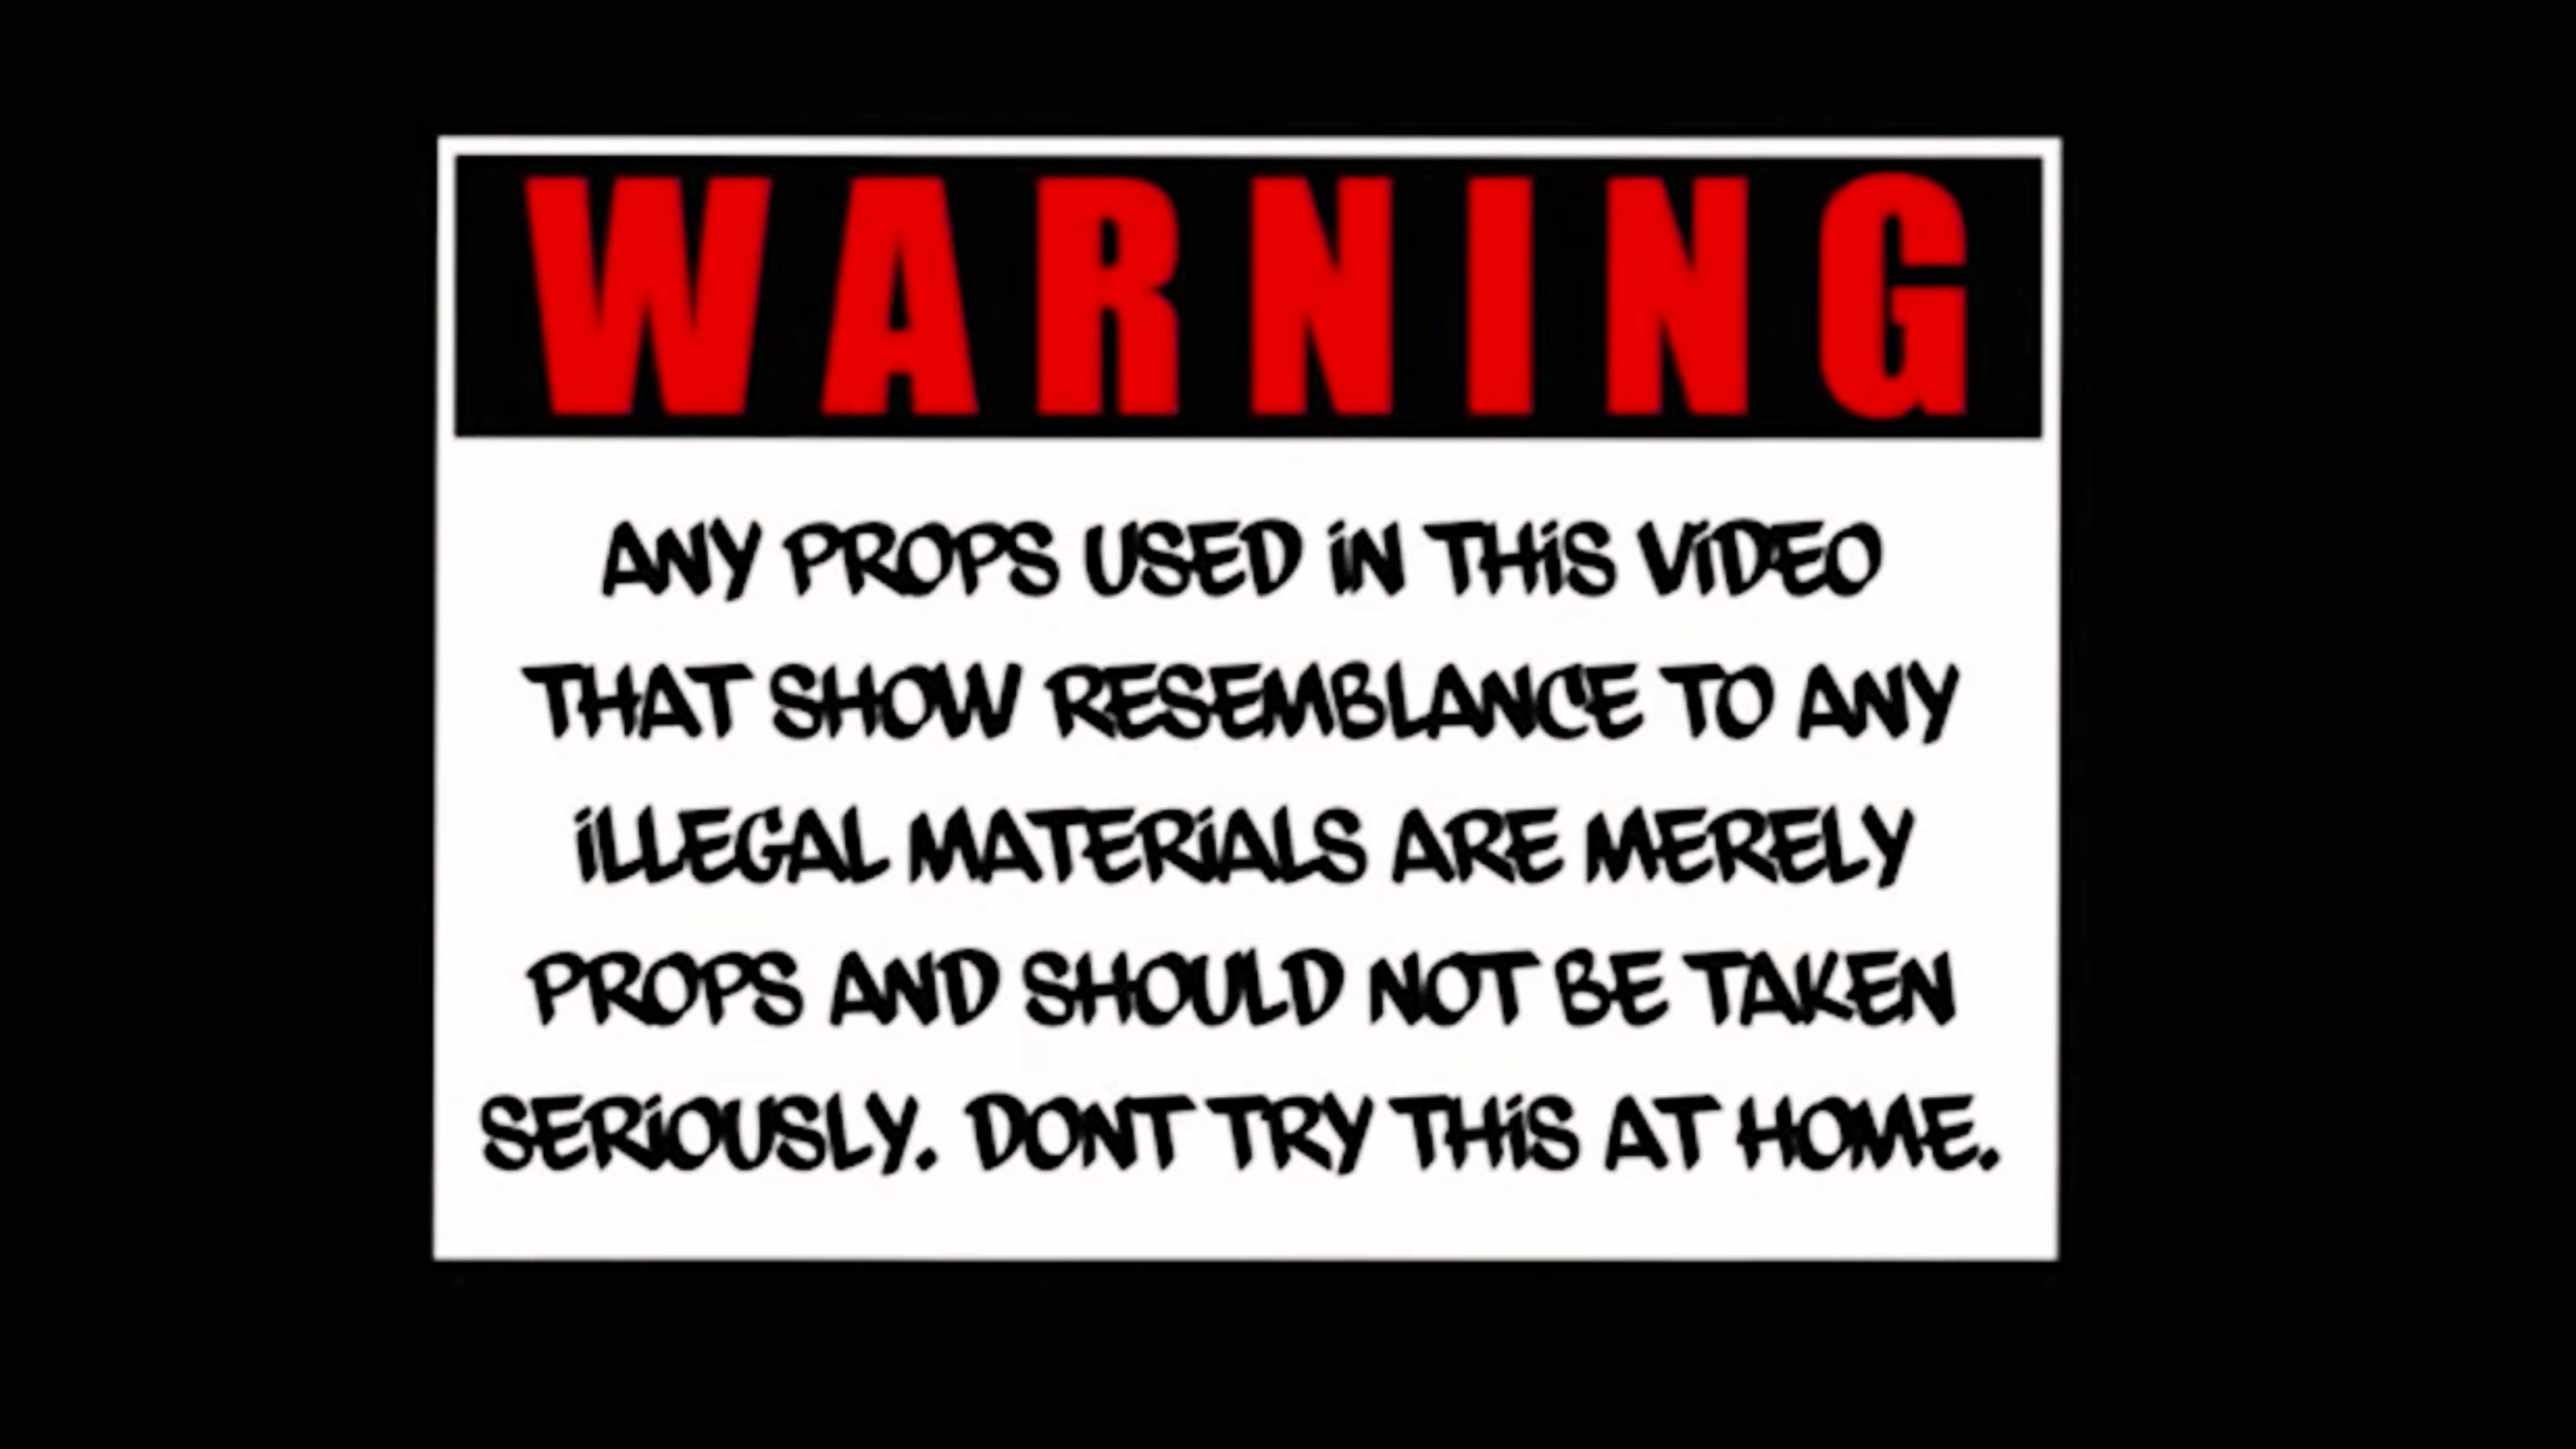 WARNING
ANY PROPS USED iN THiS ViDEO
THAT SHOW RESEMBLANCE TO ANY
iLLEGAL MATERiALS ARE MERELY
PROPS AND SHOULD NOT BE TAKEN
SERiOUSLY. DONT TRY THiS AT HOME.